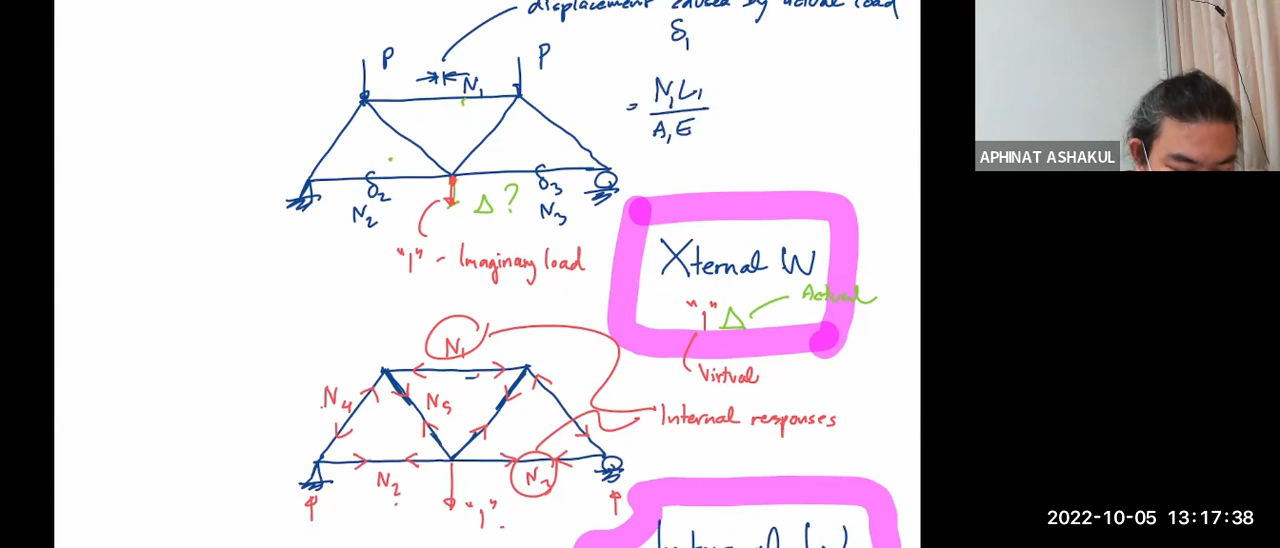 displacement caused by actual load
δ₁
P
P
N₁
= N₁L₁ / A₁E
APHINAT ASHAKUL
δ₂
N₂
Δ?
δ₃
N₃
"1" - Imaginary load
Xternal W
"1" Δ
Actual
Virtual
N₁
N₄
N₅
Internal responses
N₂
N₃
"1"
Internal W
2022-10-05 13:17:38